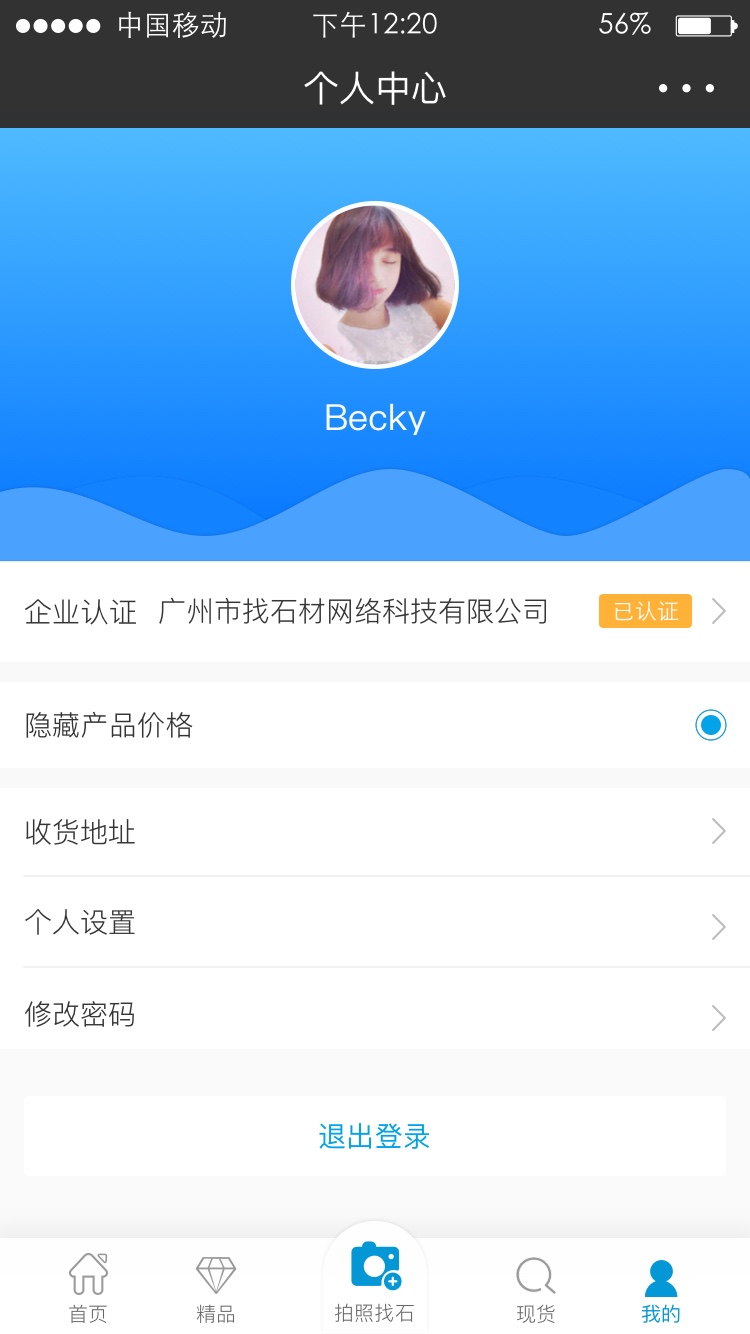 中国移动 下午12:20 56%
个人中心
Becky
企业认证 广州市找石材网络科技有限公司 已认证
隐藏产品价格
收货地址
个人设置
修改密码
退出登录
首页 精品 拍照找石 现货 我的